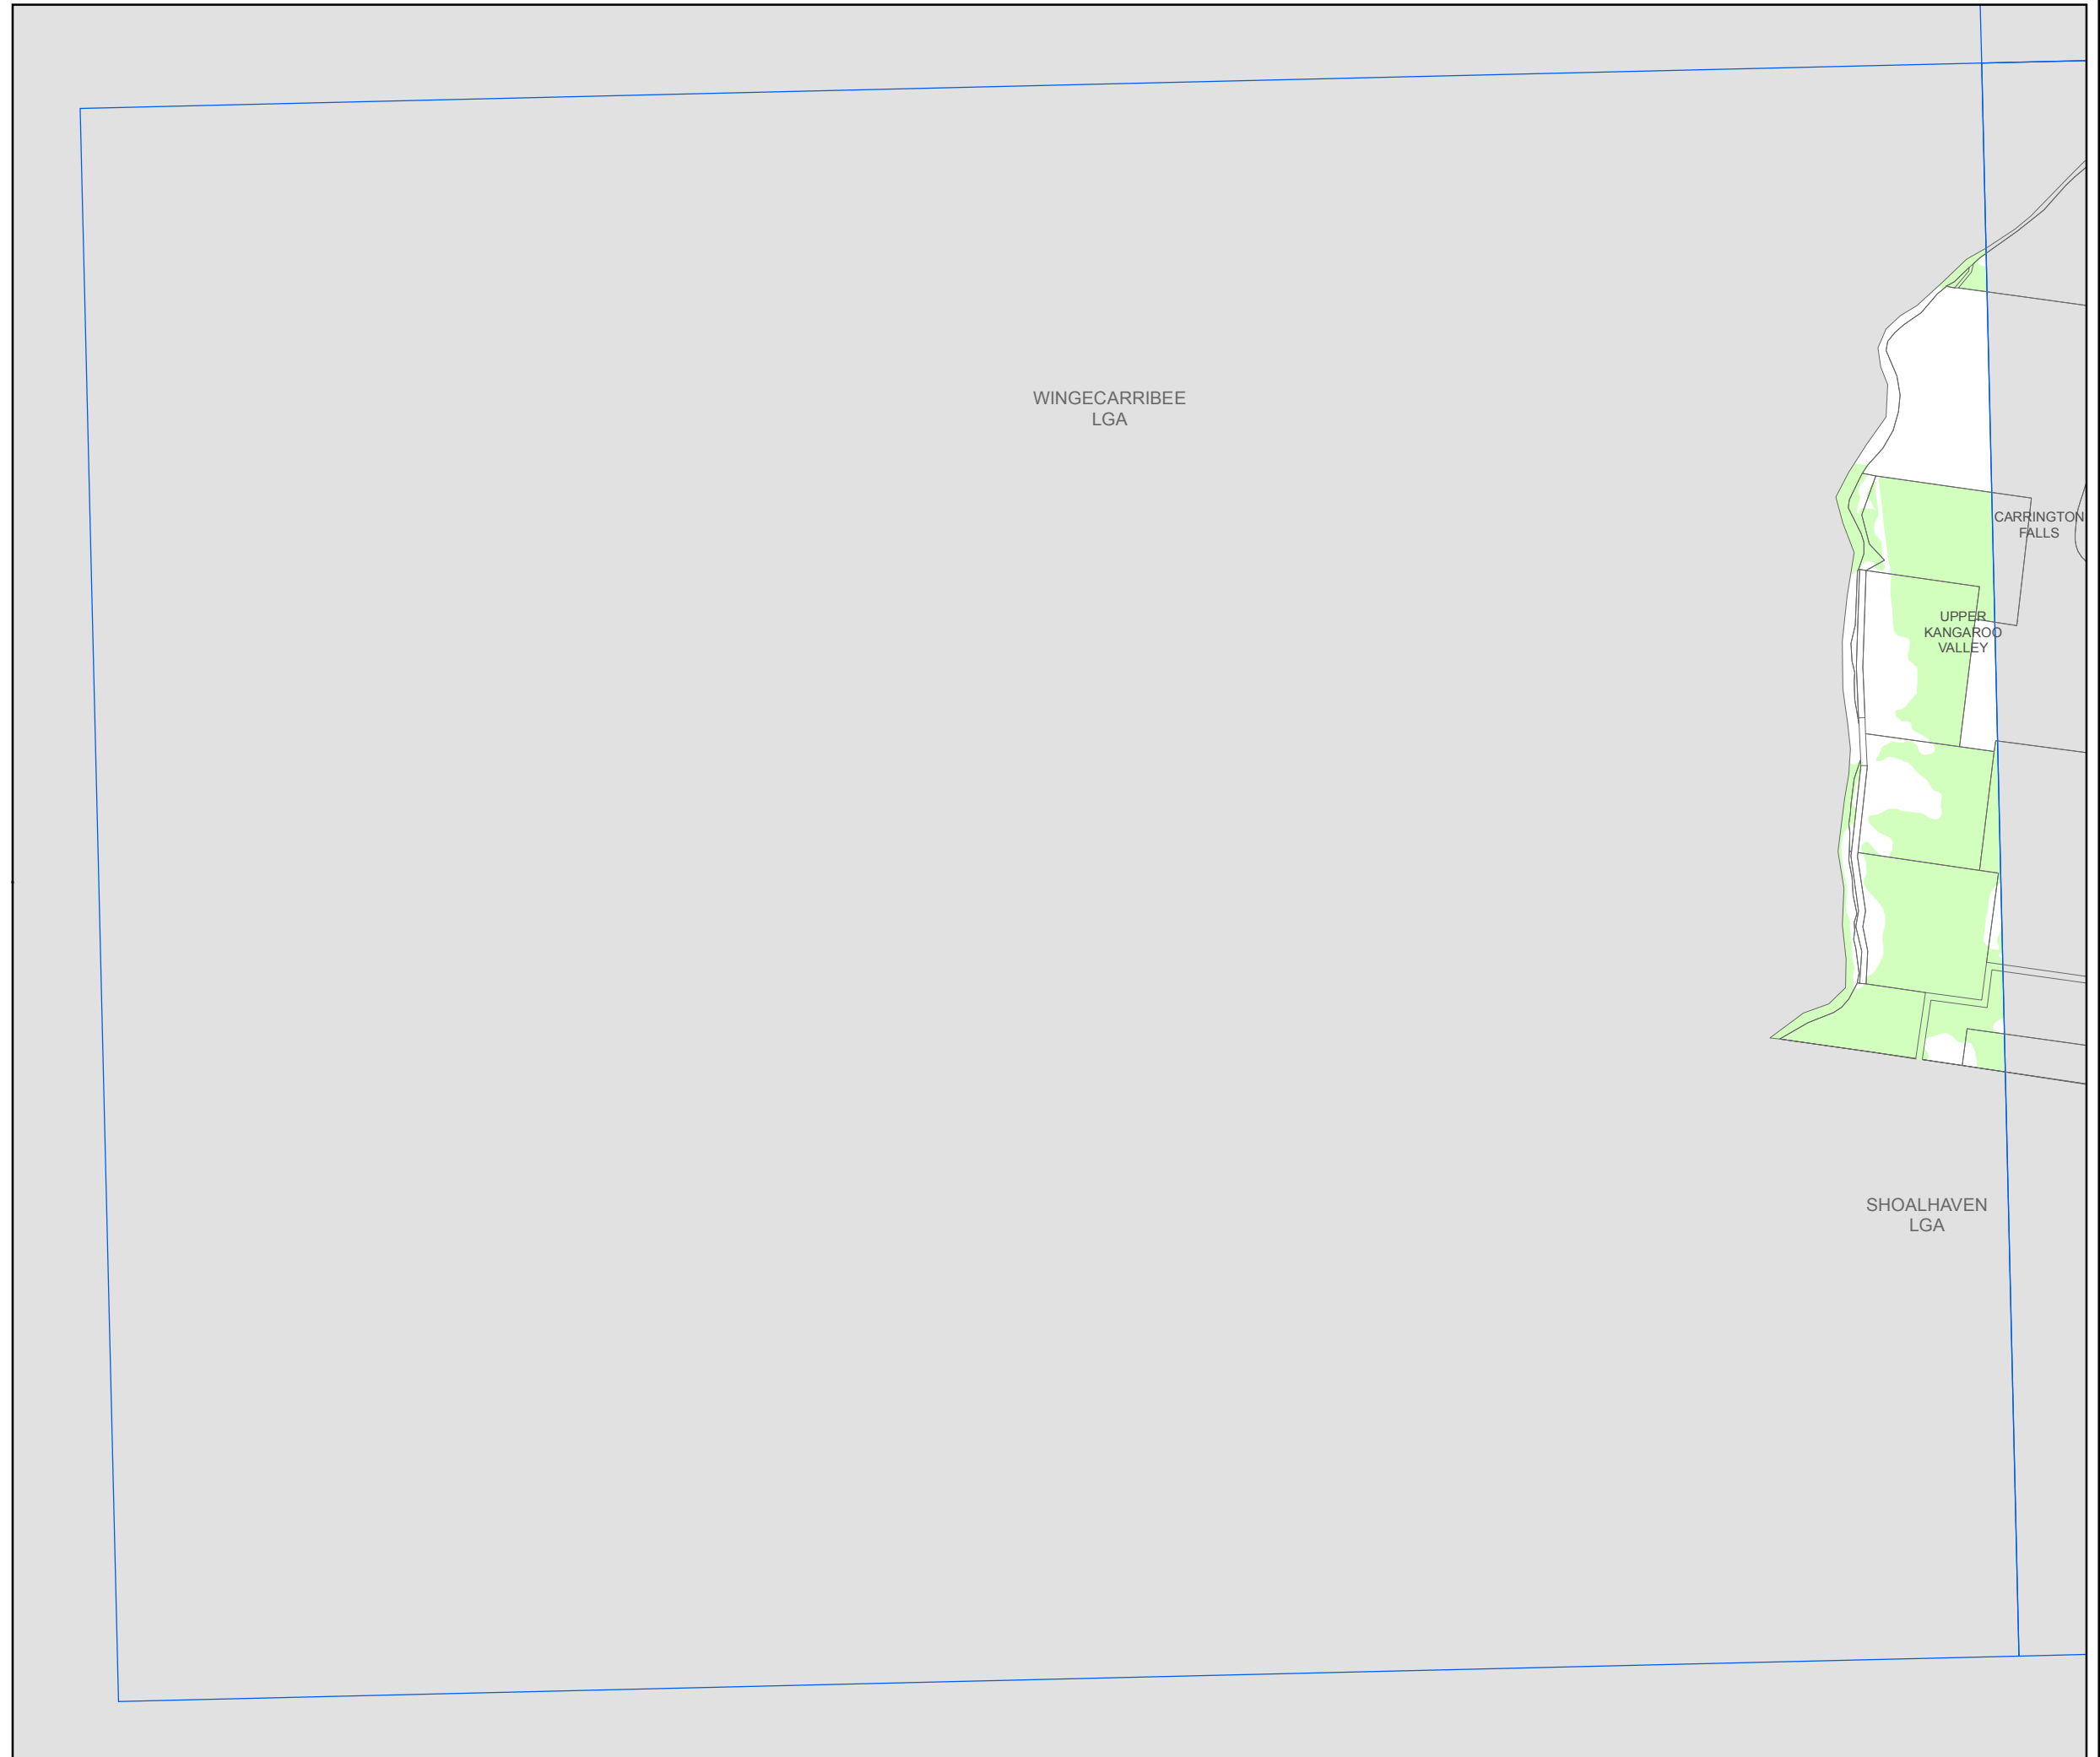 WINGECARRIBEE
LGA
CARRINGTON
FALLS
UPPER
KANGAROO
VALLEY
SHOALHAVEN
LGA